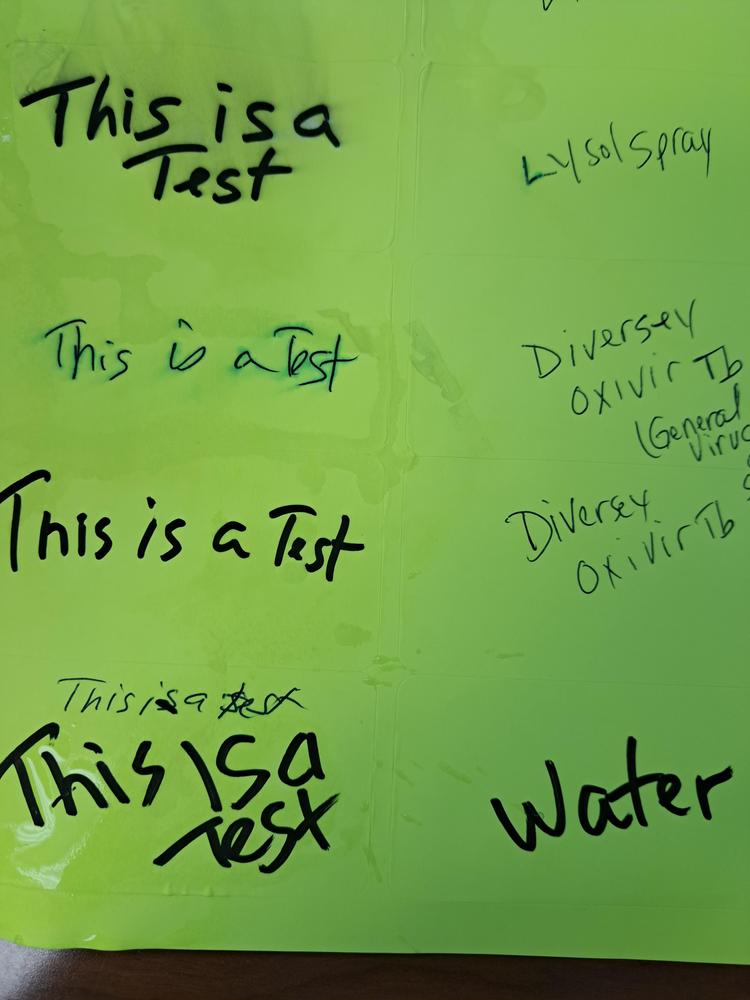 This is a
Test
Lysol Spray
This is a Test
Diversey
Oxivir Tb
(General
Virus
This is a Test
Diversey
Oxivir Tb
This is a test
This is a
Test
Water